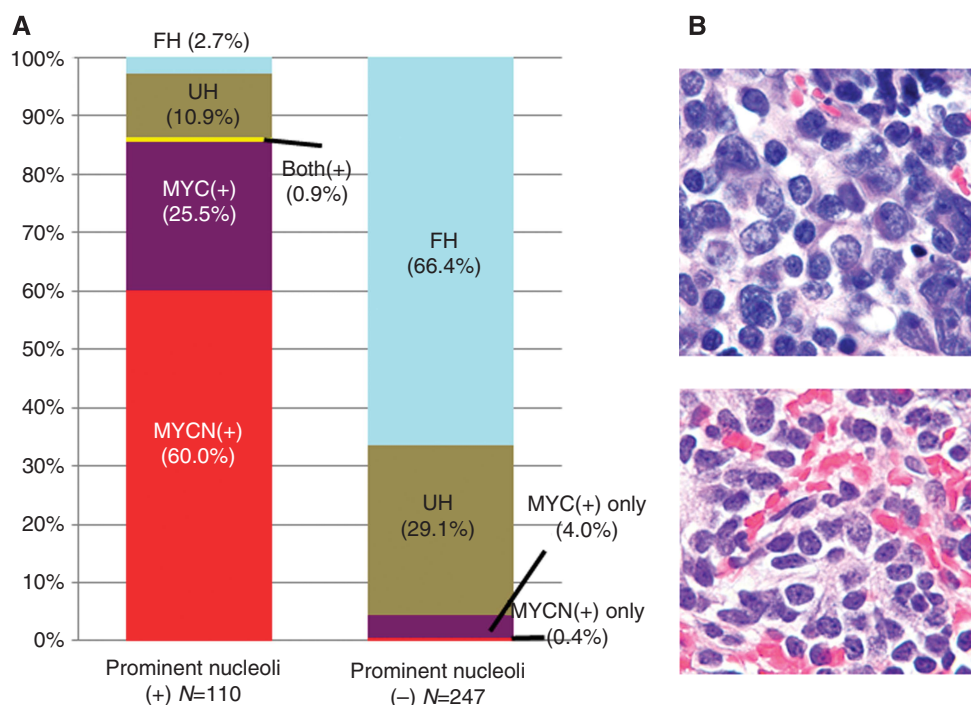 A
B
FH (2.7%)
100%
90%
80%
70%
60%
50%
40%
30%
20%
10%
0%
UH
(10.9%)
Both(+)
(0.9%)
MYC(+)
(25.5%)
MYCN(+)
(60.0%)
FH
(66.4%)
UH
(29.1%)
MYC(+) only
(4.0%)
MYCN(+) only
(0.4%)
Prominent nucleoli
(+) N=110
Prominent nucleoli
(–) N=247